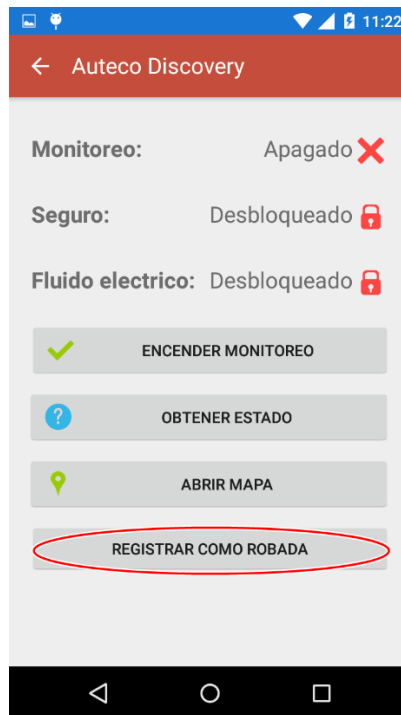 11:22
Auteco Discovery
Monitoreo: Apagado
Seguro: Desbloqueado
Fluido electrico: Desbloqueado
ENCENDER MONITOREO
? OBTENER ESTADO
ABRIR MAPA
REGISTRAR COMO ROBADA